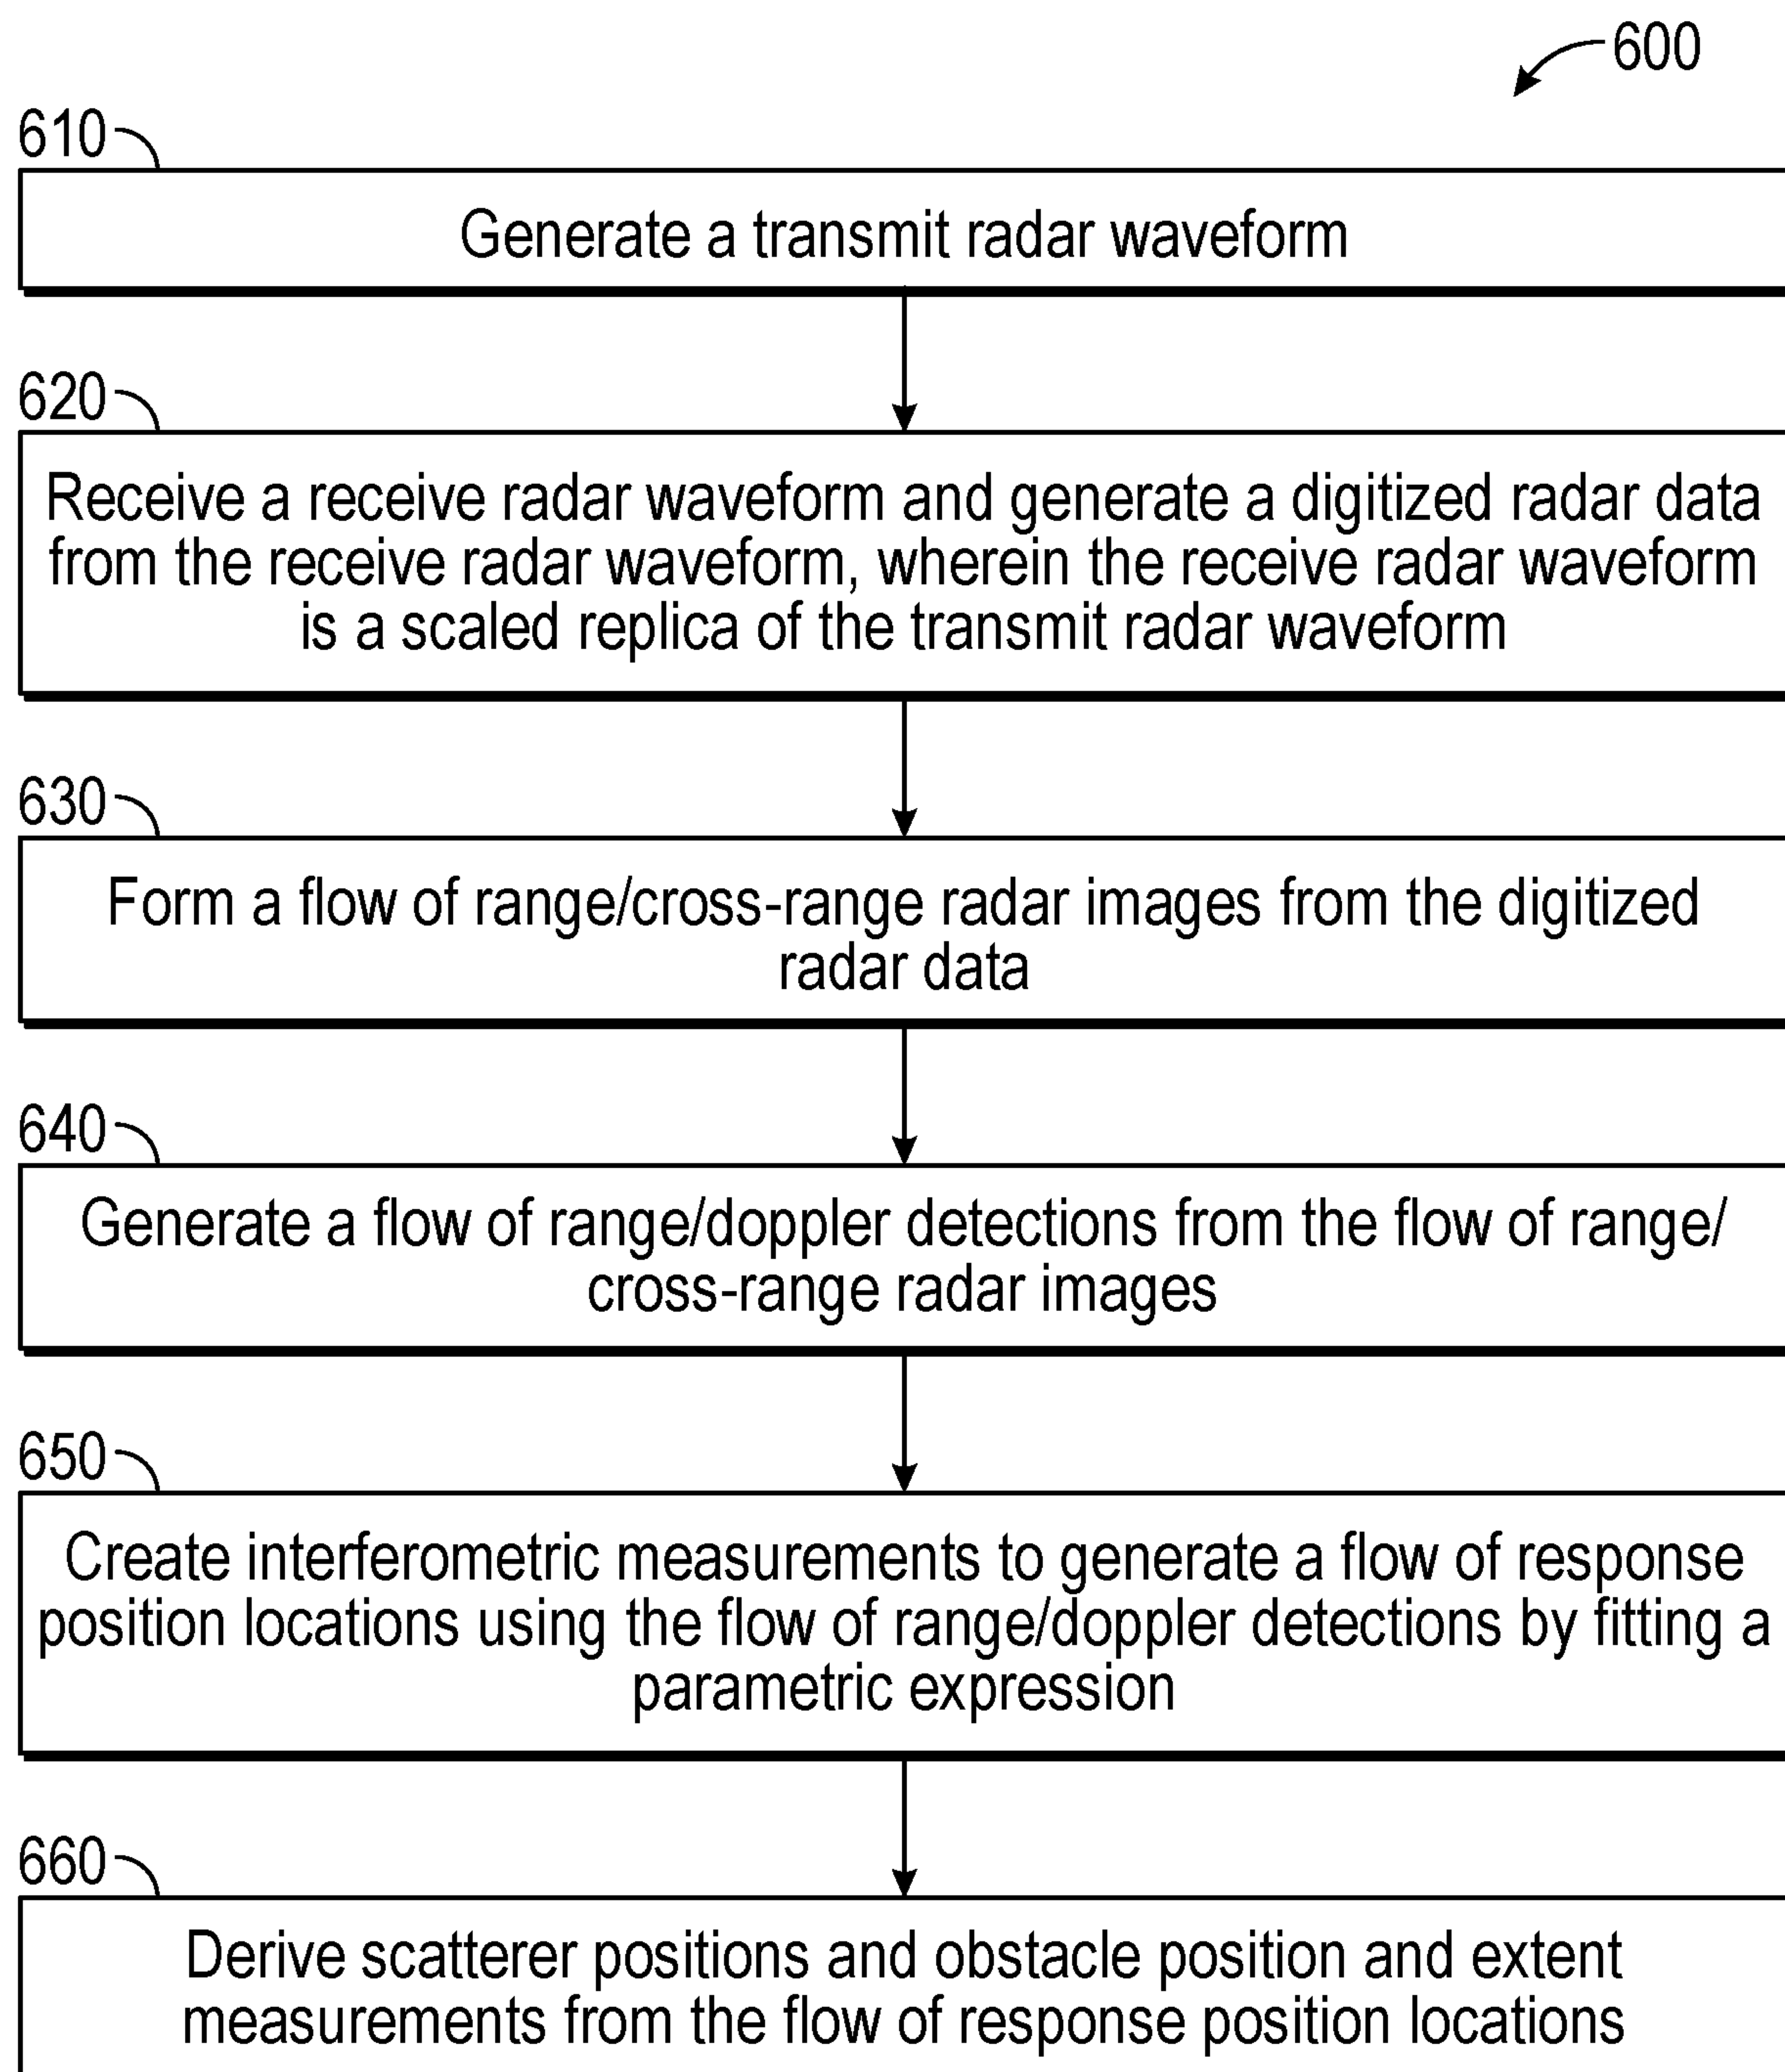 600
610
Generate a transmit radar waveform
620
Receive a receive radar waveform and generate a digitized radar data
from the receive radar waveform, wherein the receive radar waveform
is a scaled replica of the transmit radar waveform
630
Form a flow of range/cross-range radar images from the digitized
radar data
640
Generate a flow of range/doppler detections from the flow of range/
cross-range radar images
650
Create interferometric measurements to generate a flow of response
position locations using the flow of range/doppler detections by fitting a
parametric expression
660
Derive scatterer positions and obstacle position and extent
measurements from the flow of response position locations